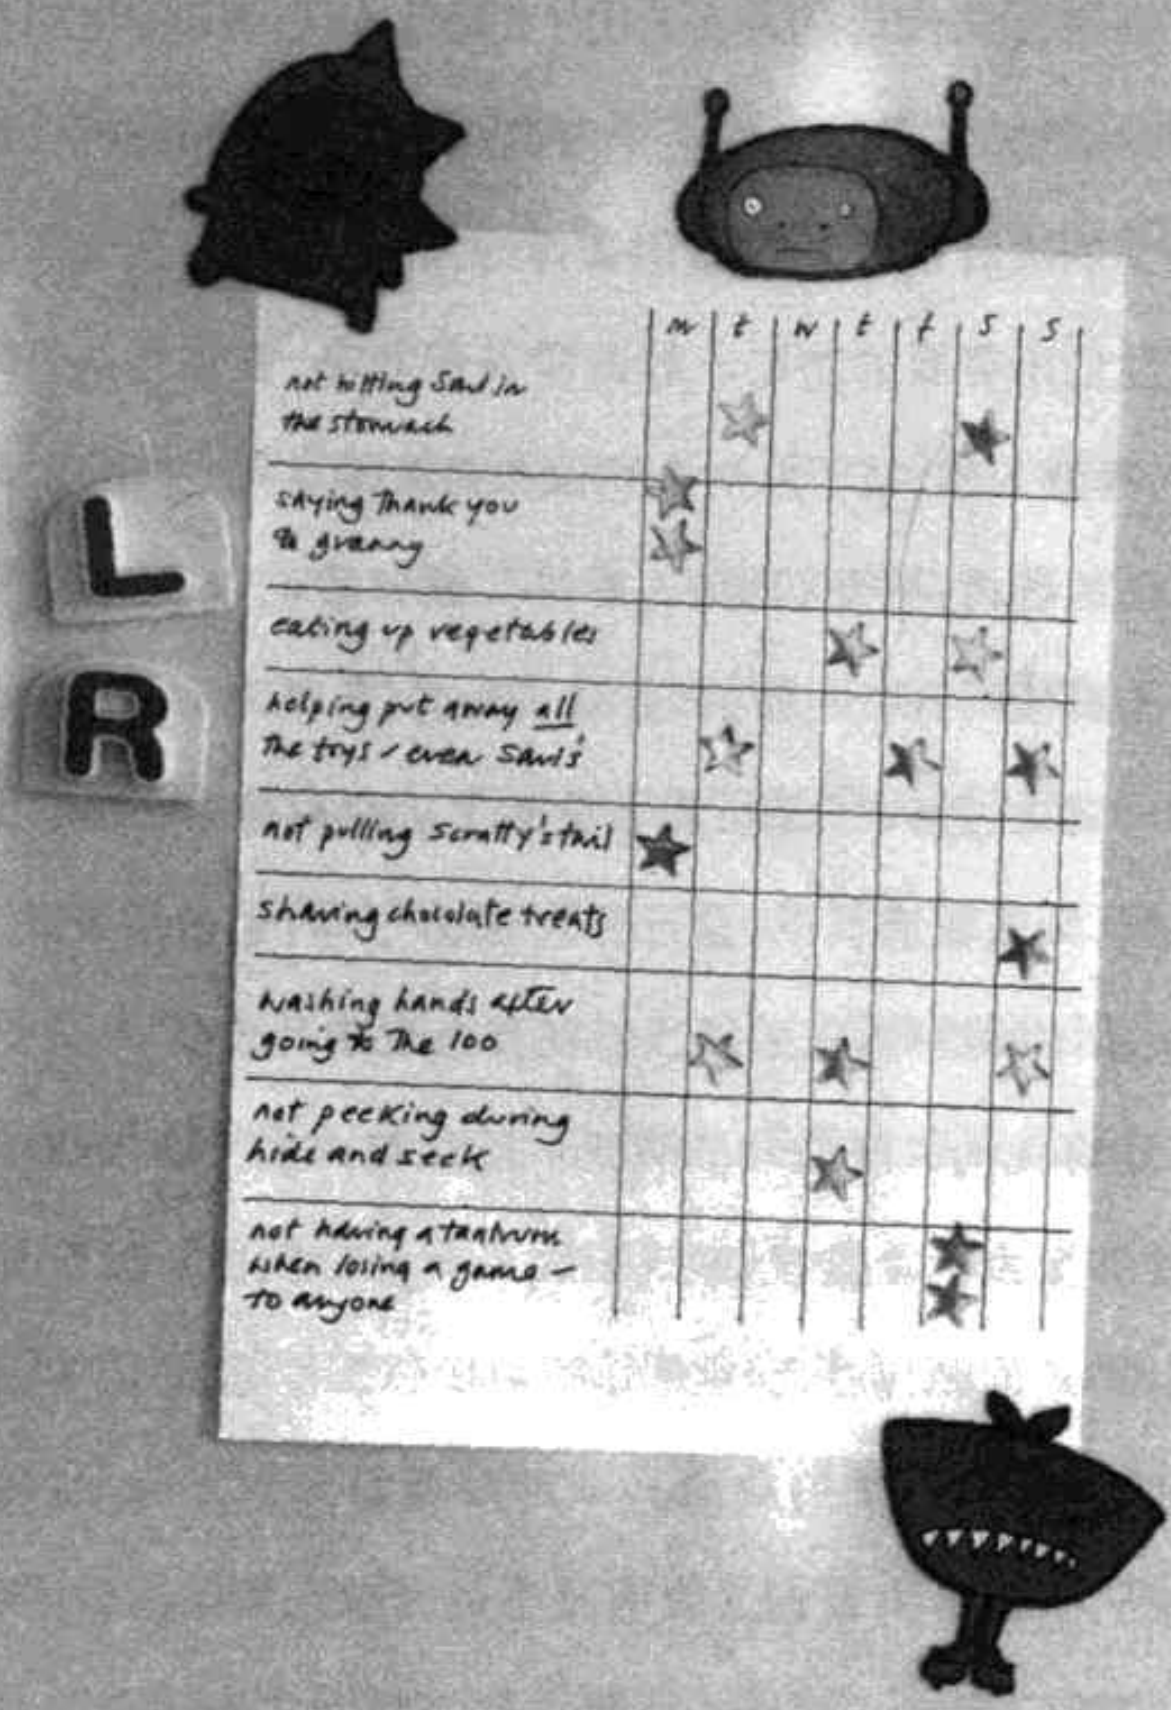 m t w t f s s
not hitting Saul in
the stomach
saying thank you
to granny
L
eating up vegetables
R
helping put away all
the toys / even Saul's
not pulling Scratty's tail
sharing chocolate treats
washing hands after
going to the loo
not peeking during
hide and seek
not having a tantrum
when losing a game –
to anyone